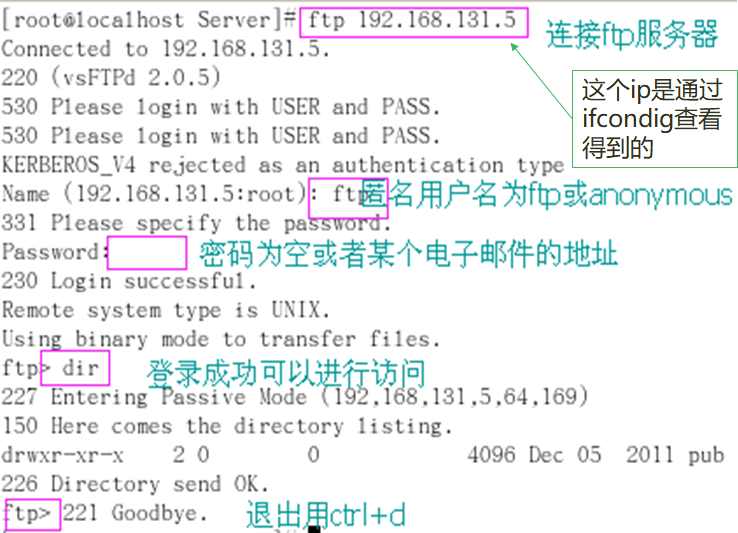 [root@localhost Server]# ftp 192.168.131.5
连接ftp服务器
Connected to 192.168.131.5.
220 (vsFTPd 2.0.5)
这个ip是通过
ifcondig查看
得到的
530 Please login with USER and PASS.
530 Please login with USER and PASS.
KERBEROS_V4 rejected as an authentication type
Name (192.168.131.5:root): ftp
匿名用户名为ftp或anonymous
331 Please specify the password.
Password:
密码为空或者某个电子邮件的地址
230 Login successful.
Remote system type is UNIX.
Using binary mode to transfer files.
ftp> dir
登录成功可以进行访问
227 Entering Passive Mode (192,168,131,5,64,169)
150 Here comes the directory listing.
drwxr-xr-x 2 0 0 4096 Dec 05 2011 pub
226 Directory send OK.
ftp> 221 Goodbye.
退出用ctrl+d